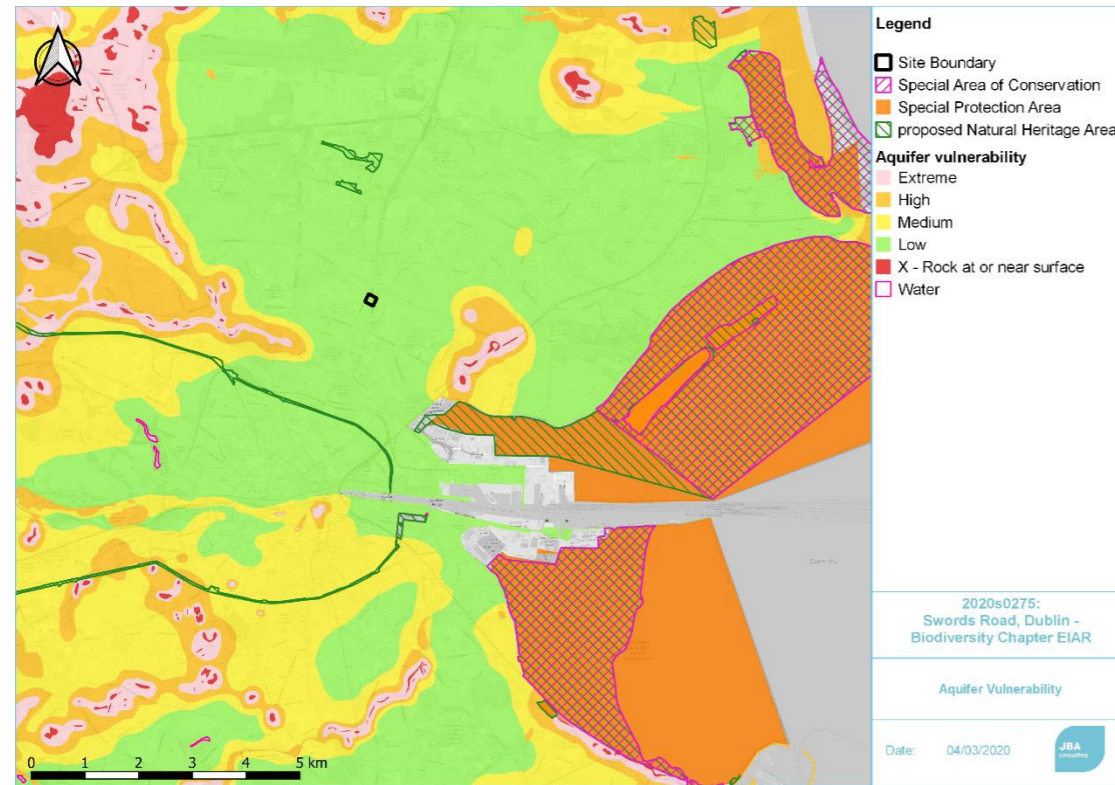 N
0 1 2 3 4 5 km
Legend
Site Boundary
Special Area of Conservation
Special Protection Area
proposed Natural Heritage Area
Aquifer vulnerability
Extreme
High
Medium
Low
X - Rock at or near surface
Water
2020s0275:
Swords Road, Dublin -
Biodiversity Chapter EIAR
Aquifer Vulnerability
Date: 04/03/2020
JBA
consulting